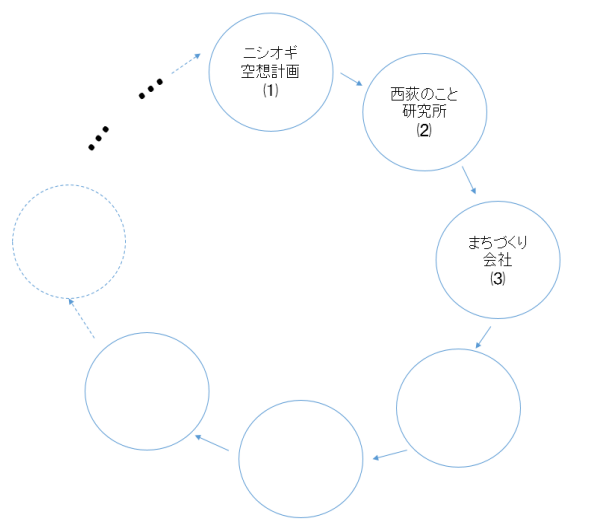 ニシオギ
空想計画
(1)
西荻のこと
研究所
(2)
まちづくり
会社
(3)